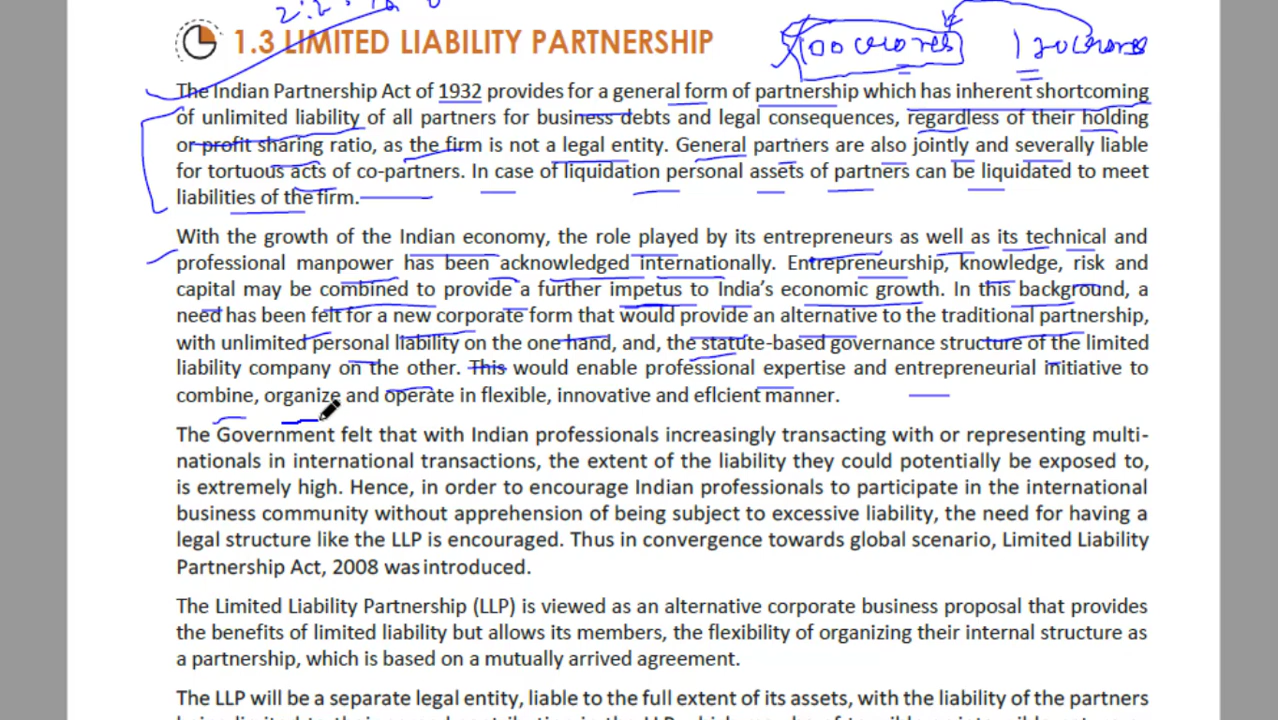 1.3 LIMITED LIABILITY PARTNERSHIP
100 crores 120 crores
The Indian Partnership Act of 1932 provides for a general form of partnership which has inherent shortcoming
of unlimited liability of all partners for business debts and legal consequences, regardless of their holding
or profit sharing ratio, as the firm is not a legal entity. General partners are also jointly and severally liable
for tortuous acts of co-partners. In case of liquidation personal assets of partners can be liquidated to meet
liabilities of the firm.
With the growth of the Indian economy, the role played by its entrepreneurs as well as its technical and
professional manpower has been acknowledged internationally. Entrepreneurship, knowledge, risk and
capital may be combined to provide a further impetus to India's economic growth. In this background, a
need has been felt for a new corporate form that would provide an alternative to the traditional partnership,
with unlimited personal liability on the one hand, and, the statute-based governance structure of the limited
liability company on the other. This would enable professional expertise and entrepreneurial initiative to
combine, organize and operate in flexible, innovative and eflcient manner.
The Government felt that with Indian professionals increasingly transacting with or representing multi-
nationals in international transactions, the extent of the liability they could potentially be exposed to,
is extremely high. Hence, in order to encourage Indian professionals to participate in the international
business community without apprehension of being subject to excessive liability, the need for having a
legal structure like the LLP is encouraged. Thus in convergence towards global scenario, Limited Liability
Partnership Act, 2008 was introduced.
The Limited Liability Partnership (LLP) is viewed as an alternative corporate business proposal that provides
the benefits of limited liability but allows its members, the flexibility of organizing their internal structure as
a partnership, which is based on a mutually arrived agreement.
The LLP will be a separate legal entity, liable to the full extent of its assets, with the liability of the partners